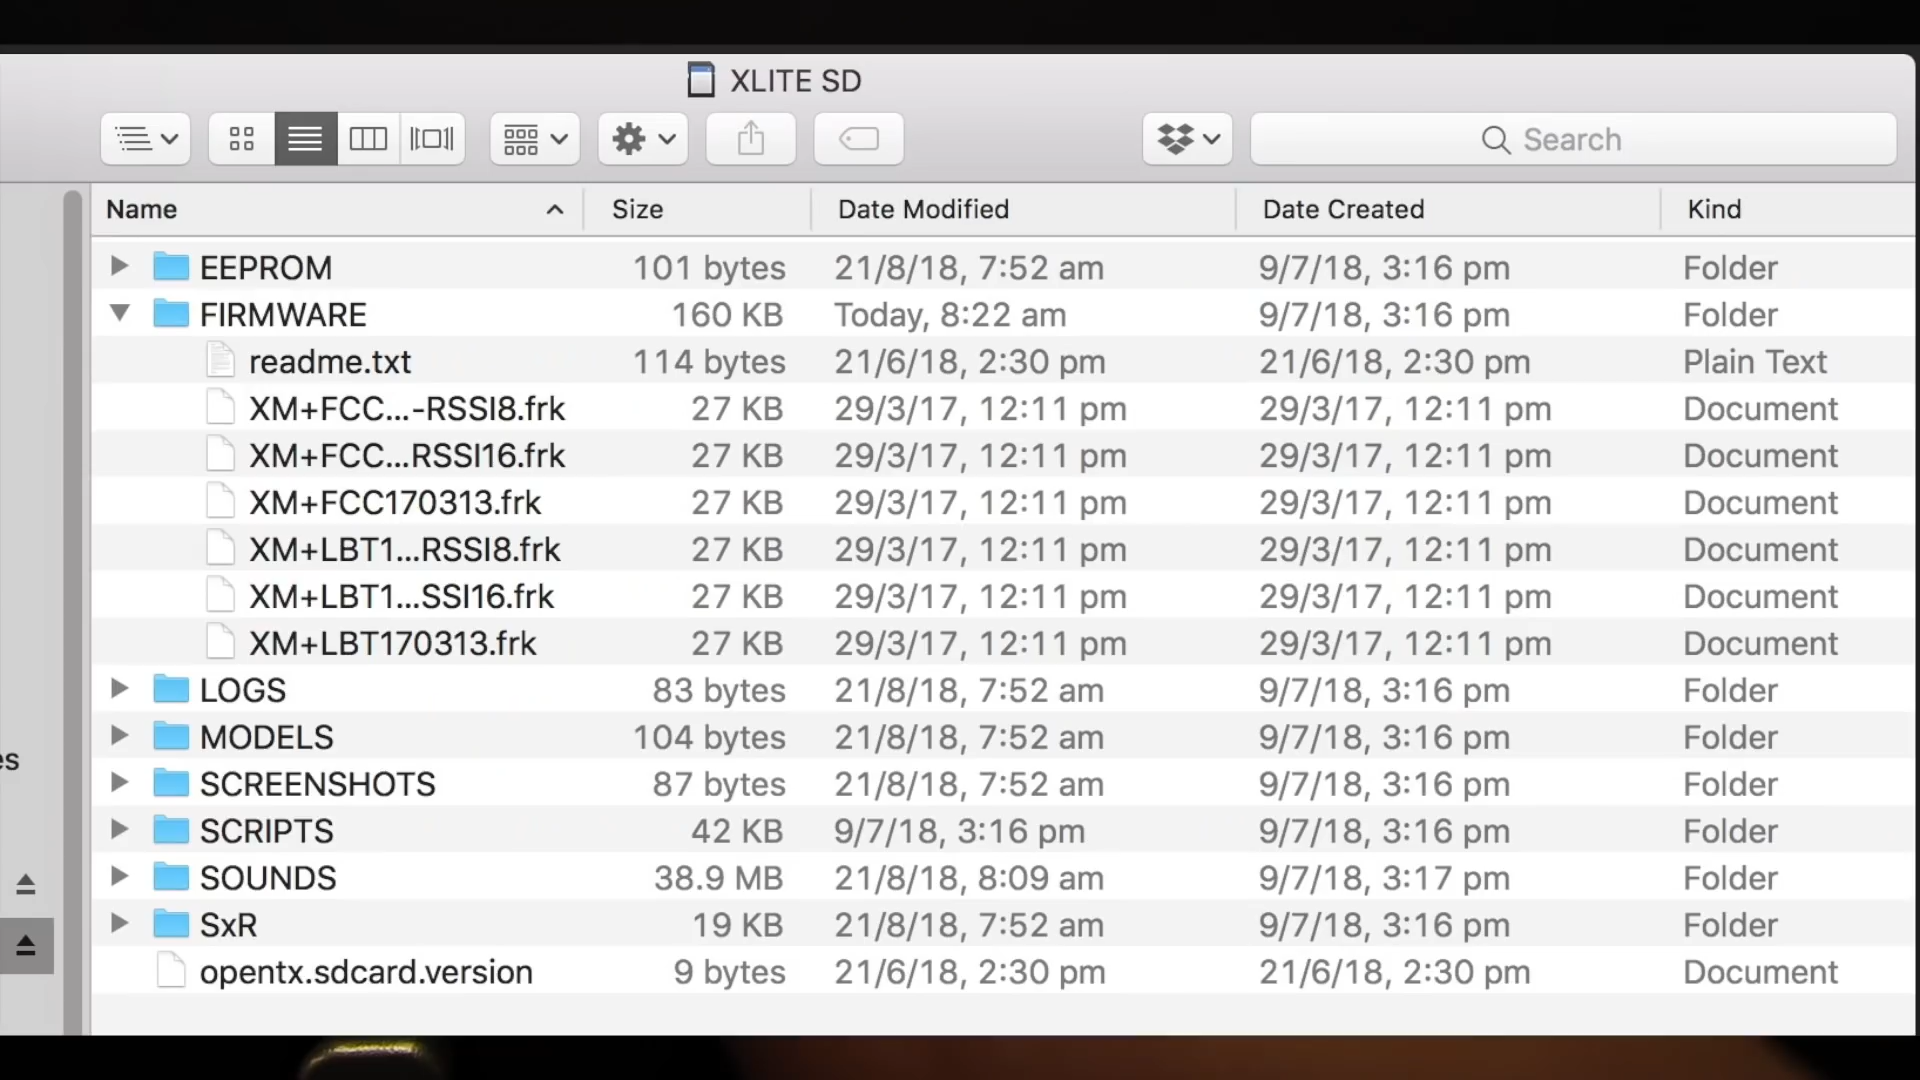 XLITE SD
Search
Name Size Date Modified Date Created Kind
EEPROM 101 bytes 21/8/18, 7:52 am 9/7/18, 3:16 pm Folder
FIRMWARE 160 KB Today, 8:22 am 9/7/18, 3:16 pm Folder
readme.txt 114 bytes 21/6/18, 2:30 pm 21/6/18, 2:30 pm Plain Text
XM+FCC...-RSSI8.frk 27 KB 29/3/17, 12:11 pm 29/3/17, 12:11 pm Document
XM+FCC...RSSI16.frk 27 KB 29/3/17, 12:11 pm 29/3/17, 12:11 pm Document
XM+FCC170313.frk 27 KB 29/3/17, 12:11 pm 29/3/17, 12:11 pm Document
XM+LBT1...RSSI8.frk 27 KB 29/3/17, 12:11 pm 29/3/17, 12:11 pm Document
XM+LBT1...SSI16.frk 27 KB 29/3/17, 12:11 pm 29/3/17, 12:11 pm Document
XM+LBT170313.frk 27 KB 29/3/17, 12:11 pm 29/3/17, 12:11 pm Document
LOGS 83 bytes 21/8/18, 7:52 am 9/7/18, 3:16 pm Folder
MODELS 104 bytes 21/8/18, 7:52 am 9/7/18, 3:16 pm Folder
es
SCREENSHOTS 87 bytes 21/8/18, 7:52 am 9/7/18, 3:16 pm Folder
SCRIPTS 42 KB 9/7/18, 3:16 pm 9/7/18, 3:16 pm Folder
SOUNDS 38.9 MB 21/8/18, 8:09 am 9/7/18, 3:17 pm Folder
SxR 19 KB 21/8/18, 7:52 am 9/7/18, 3:16 pm Folder
opentx.sdcard.version 9 bytes 21/6/18, 2:30 pm 21/6/18, 2:30 pm Document